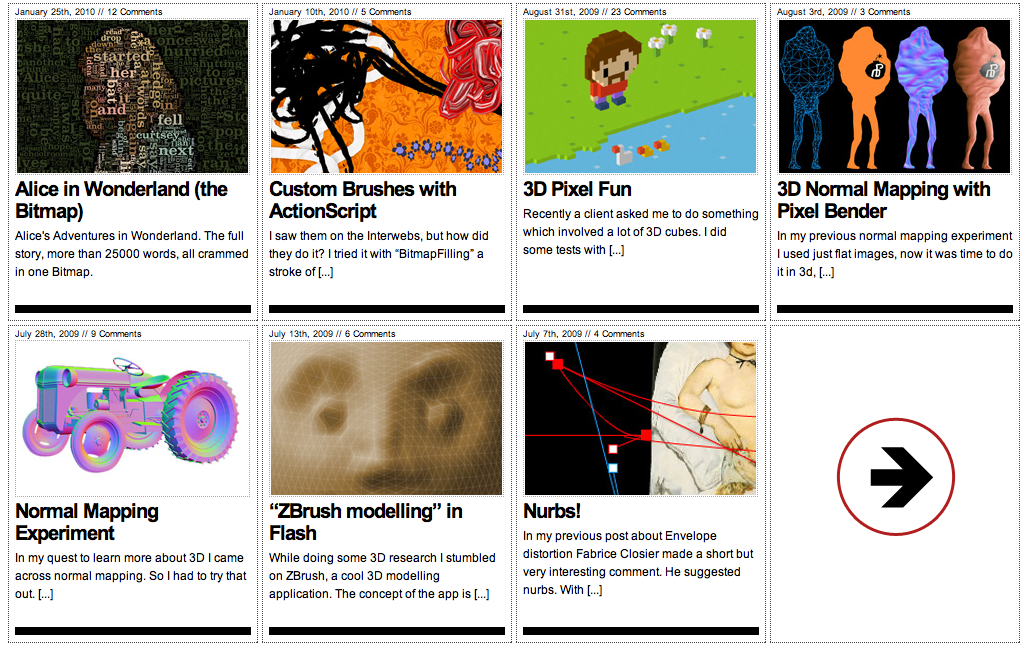 January 25th, 2010 // 12 Comments
Alice in Wonderland (the
Bitmap)
Alice's Adventures in Wonderland. The full
story, more than 25000 words, all crammed
in one Bitmap.
January 10th, 2010 // 5 Comments
Custom Brushes with
ActionScript
I saw them on the Interwebs, but how did
they do it? I tried it with “BitmapFilling” a
stroke of [...]
August 31st, 2009 // 23 Comments
3D Pixel Fun
Recently a client asked me to do something
which involved a lot of 3D cubes. I did
some tests with [...]
August 3rd, 2009 // 3 Comments
3D Normal Mapping with
Pixel Bender
In my previous normal mapping experiment
I used just flat images, now it was time to do
it in 3d, [...]
July 28th, 2009 // 9 Comments
Normal Mapping
Experiment
In my quest to learn more about 3D I came
across normal mapping. So I had to try that
out. [...]
July 13th, 2009 // 6 Comments
“ZBrush modelling” in
Flash
While doing some 3D research I stumbled
on ZBrush, a cool 3D modelling
application. The concept of the app is [...]
July 7th, 2009 // 4 Comments
Nurbs!
In my previous post about Envelope
distortion Fabrice Closier made a short but
very interesting comment. He suggested
nurbs. With [...]